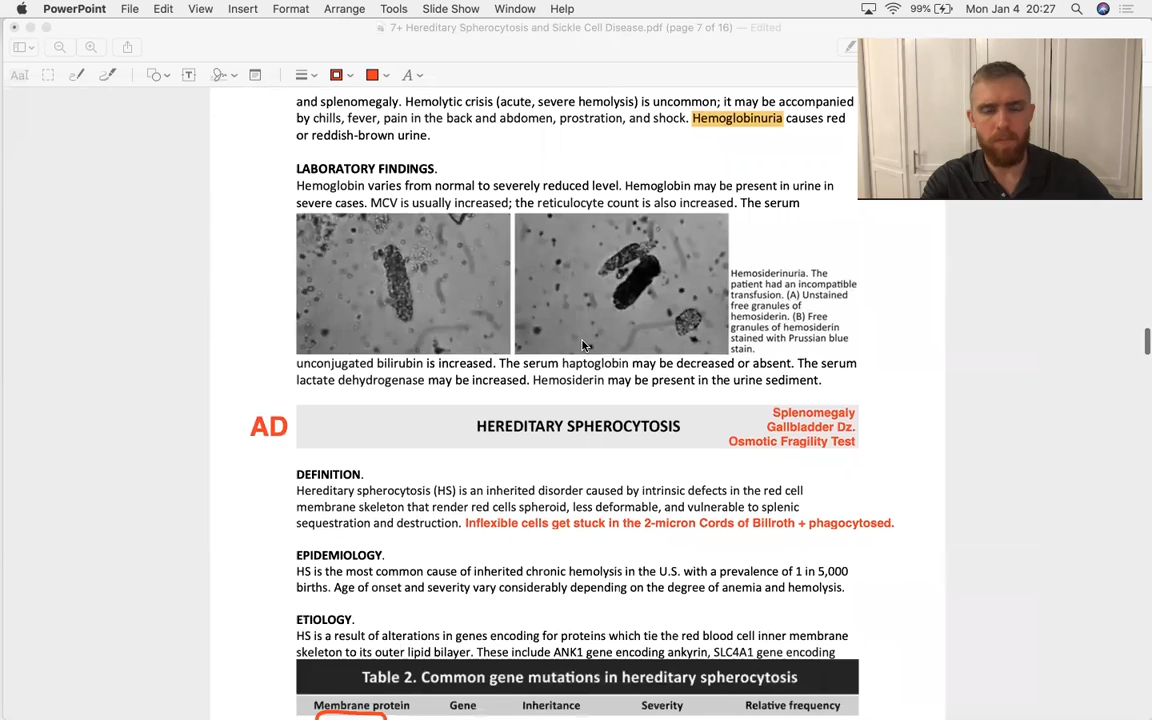 PowerPoint File Edit View Insert Format Arrange Tools Slide Show Window Help 99% Mon Jan 4 20:27
7+ Hereditary Spherocytosis and Sickle Cell Disease.pdf (page 7 of 16) — Edited
and splenomegaly. Hemolytic crisis (acute, severe hemolysis) is uncommon; it may be accompanied
by chills, fever, pain in the back and abdomen, prostration, and shock. Hemoglobinuria causes red
or reddish-brown urine.
LABORATORY FINDINGS.
Hemoglobin varies from normal to severely reduced level. Hemoglobin may be present in urine in
severe cases. MCV is usually increased; the reticulocyte count is also increased. The serum
Hemosiderinuria. The
patient had an incompatible
transfusion. (A) Unstained
free granules of
hemosiderin. (B) Free
granules of hemosiderin
stained with Prussian blue
stain.
unconjugated bilirubin is increased. The serum haptoglobin may be decreased or absent. The serum
lactate dehydrogenase may be increased. Hemosiderin may be present in the urine sediment.
AD
HEREDITARY SPHEROCYTOSIS
Splenomegaly
Gallbladder Dz.
Osmotic Fragility Test
DEFINITION.
Hereditary spherocytosis (HS) is an inherited disorder caused by intrinsic defects in the red cell
membrane skeleton that render red cells spheroid, less deformable, and vulnerable to splenic
sequestration and destruction. Inflexible cells get stuck in the 2-micron Cords of Billroth + phagocytosed.
EPIDEMIOLOGY.
HS is the most common cause of inherited chronic hemolysis in the U.S. with a prevalence of 1 in 5,000
births. Age of onset and severity vary considerably depending on the degree of anemia and hemolysis.
ETIOLOGY.
HS is a result of alterations in genes encoding for proteins which tie the red blood cell inner membrane
skeleton to its outer lipid bilayer. These include ANK1 gene encoding ankyrin, SLC4A1 gene encoding
Table 2. Common gene mutations in hereditary spherocytosis
Membrane protein Gene Inheritance Severity Relative frequency